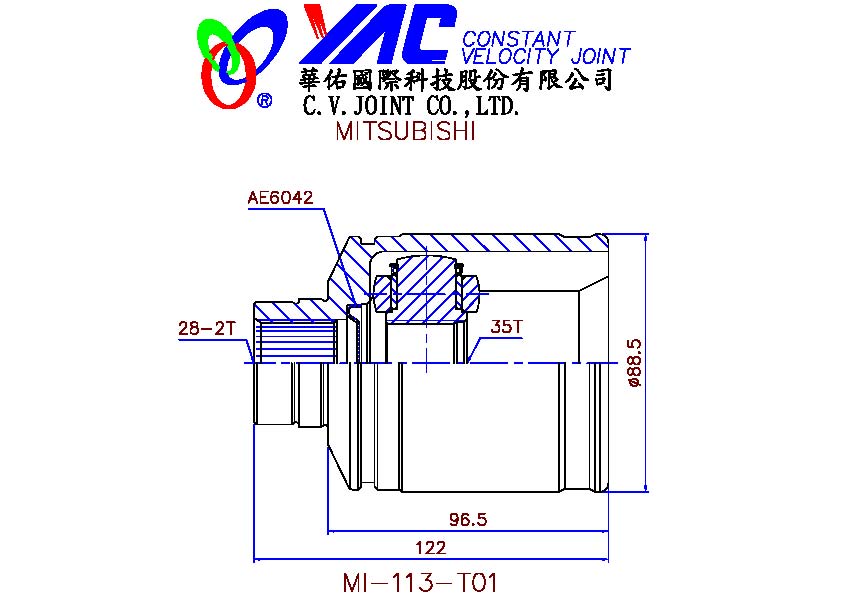 YAC CONSTANT
VELOCITY JOINT
®
華佑國際科技股份有限公司
C.V.JOINT CO.,LTD.
MITSUBISHI
AE6042
28-2T
35T
ø88.5
96.5
122
MI-113-T01